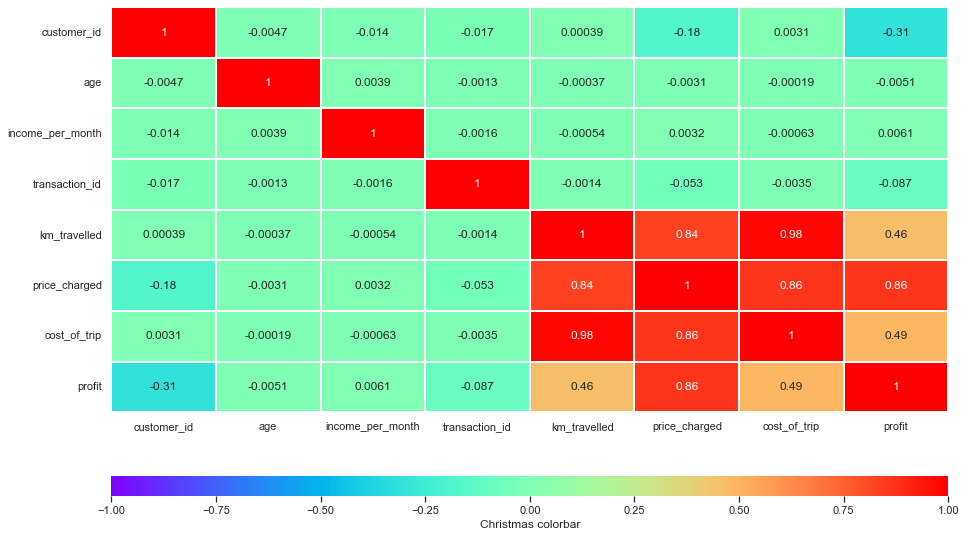 customer_id 1 -0.0047 -0.014 -0.017 0.00039 -0.18 0.0031 -0.31
age -0.0047 1 0.0039 -0.0013 -0.00037 -0.0031 -0.00019 -0.0051
income_per_month -0.014 0.0039 1 -0.0016 -0.00054 0.0032 -0.00063 0.0061
transaction_id -0.017 -0.0013 -0.0016 1 -0.0014 -0.053 -0.0035 -0.087
km_travelled 0.00039 -0.00037 -0.00054 -0.0014 1 0.84 0.98 0.46
price_charged -0.18 -0.0031 0.0032 -0.053 0.84 1 0.86 0.86
cost_of_trip 0.0031 -0.00019 -0.00063 -0.0035 0.98 0.86 1 0.49
profit -0.31 -0.0051 0.0061 -0.087 0.46 0.86 0.49 1
customer_id age income_per_month transaction_id km_travelled price_charged cost_of_trip profit
−1.00 −0.75 −0.50 −0.25 0.00 0.25 0.50 0.75 1.00
Christmas colorbar